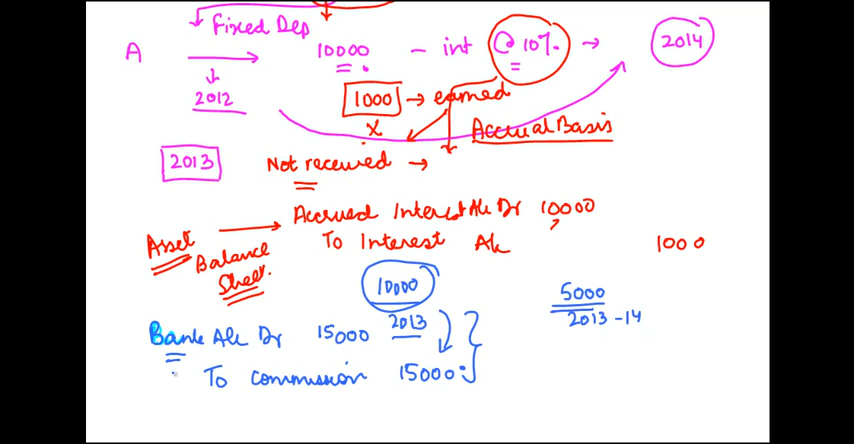 Fixed Dep
A 10000 - int @ 10%. → 2014
2012
1000 → earned
x
Accrual Basis
2013
Not received →
Accrued Interest A/c Dr 10000
To Interest A/c 1000
Asset
Balance
Sheet.
10000
5000
2013-14
Bank A/c Dr 15000 2013
To commission 15000